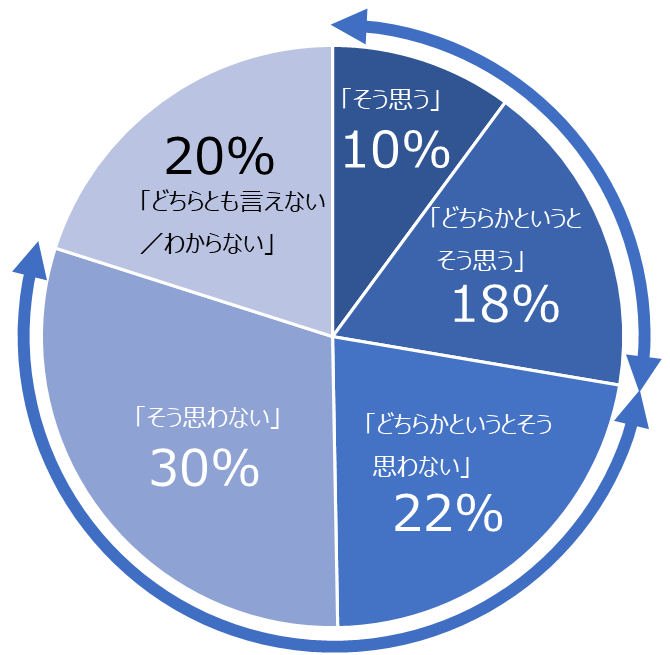 「そう思う」
10%
「どちらかというと
そう思う」
18%
「どちらかというとそう
思わない」
22%
「そう思わない」
30%
20%
「どちらとも言えない
／わからない」